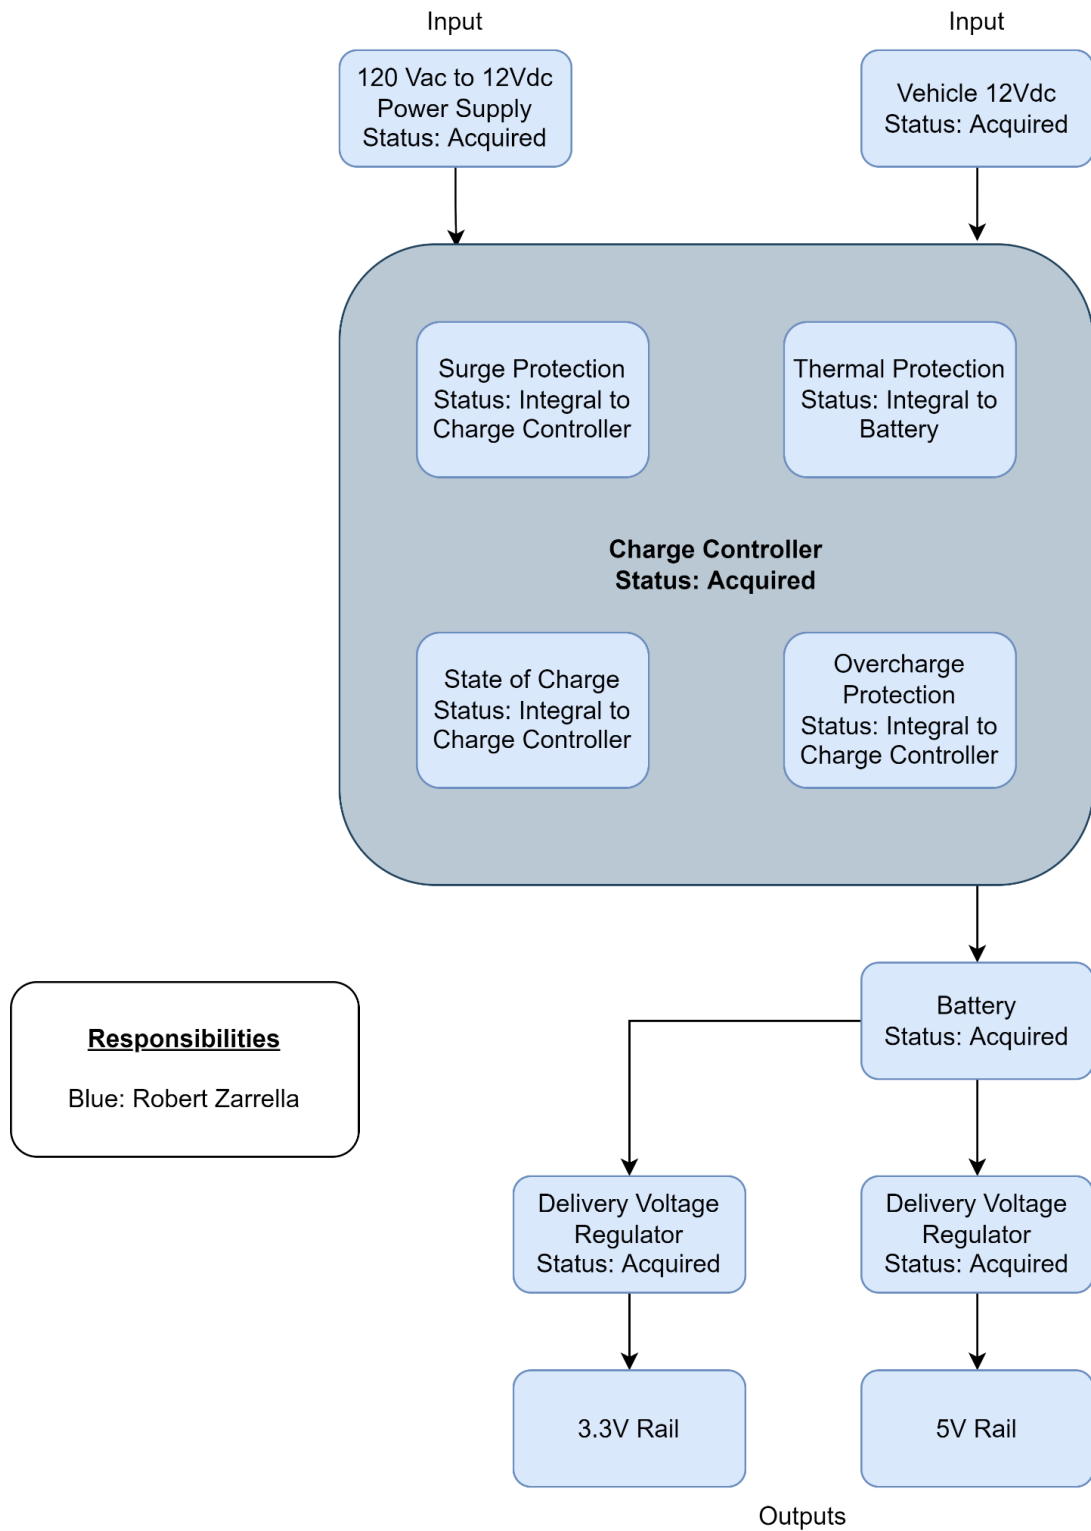 Input
Input
120 Vac to 12Vdc
Power Supply
Status: Acquired
Vehicle 12Vdc
Status: Acquired
Surge Protection
Status: Integral to
Charge Controller
Thermal Protection
Status: Integral to
Battery
Charge Controller
Status: Acquired
State of Charge
Status: Integral to
Charge Controller
Overcharge
Protection
Status: Integral to
Charge Controller
Responsibilities
Blue: Robert Zarrella
Battery
Status: Acquired
Delivery Voltage
Regulator
Status: Acquired
Delivery Voltage
Regulator
Status: Acquired
3.3V Rail
5V Rail
Outputs